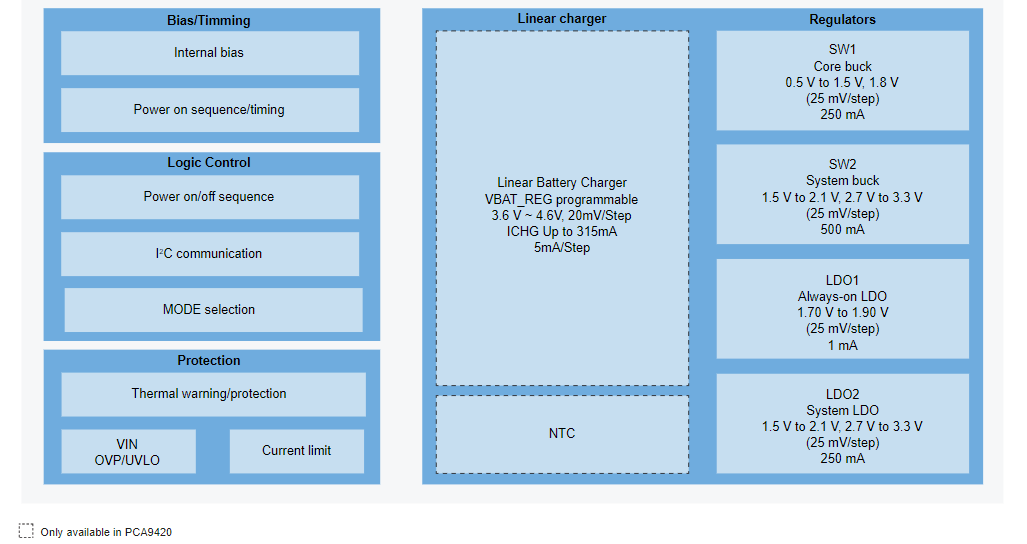 Bias/Timming
Internal bias
Power on sequence/timing
Logic Control
Power on/off sequence
I²C communication
MODE selection
Protection
Thermal warning/protection
VIN
OVP/UVLO
Current limit
Linear charger
Linear Battery Charger
VBAT_REG programmable
3.6 V ~ 4.6V, 20mV/Step
ICHG Up to 315mA
5mA/Step
NTC
Regulators
SW1
Core buck
0.5 V to 1.5 V, 1.8 V
(25 mV/step)
250 mA
SW2
System buck
1.5 V to 2.1 V, 2.7 V to 3.3 V
(25 mV/step)
500 mA
LDO1
Always-on LDO
1.70 V to 1.90 V
(25 mV/step)
1 mA
LDO2
System LDO
1.5 V to 2.1 V, 2.7 V to 3.3 V
(25 mV/step)
250 mA
Only available in PCA9420